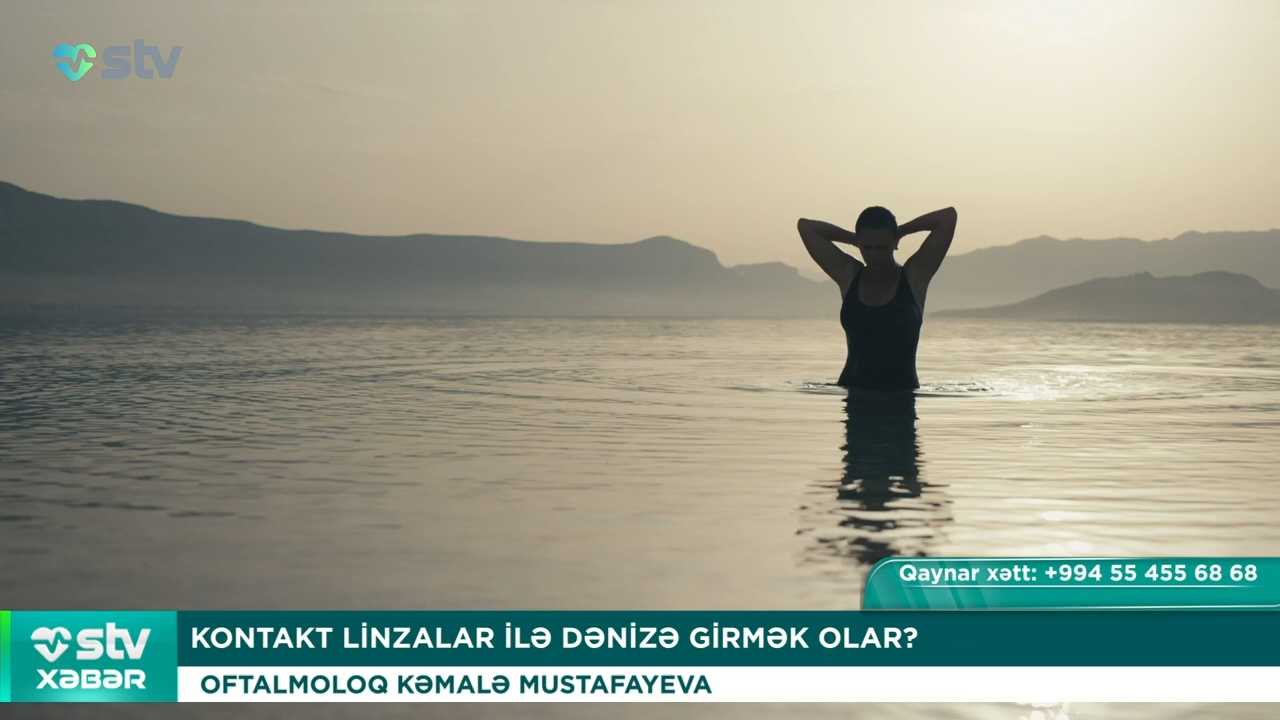 stv
Qaynar xətt: +994 55 455 68 68
stv
XƏBƏR
KONTAKT LİNZALAR İLƏ DƏNİZƏ GİRMƏK OLAR?
OFTALMOLOQ KƏMALƏ MUSTAFAYEVA